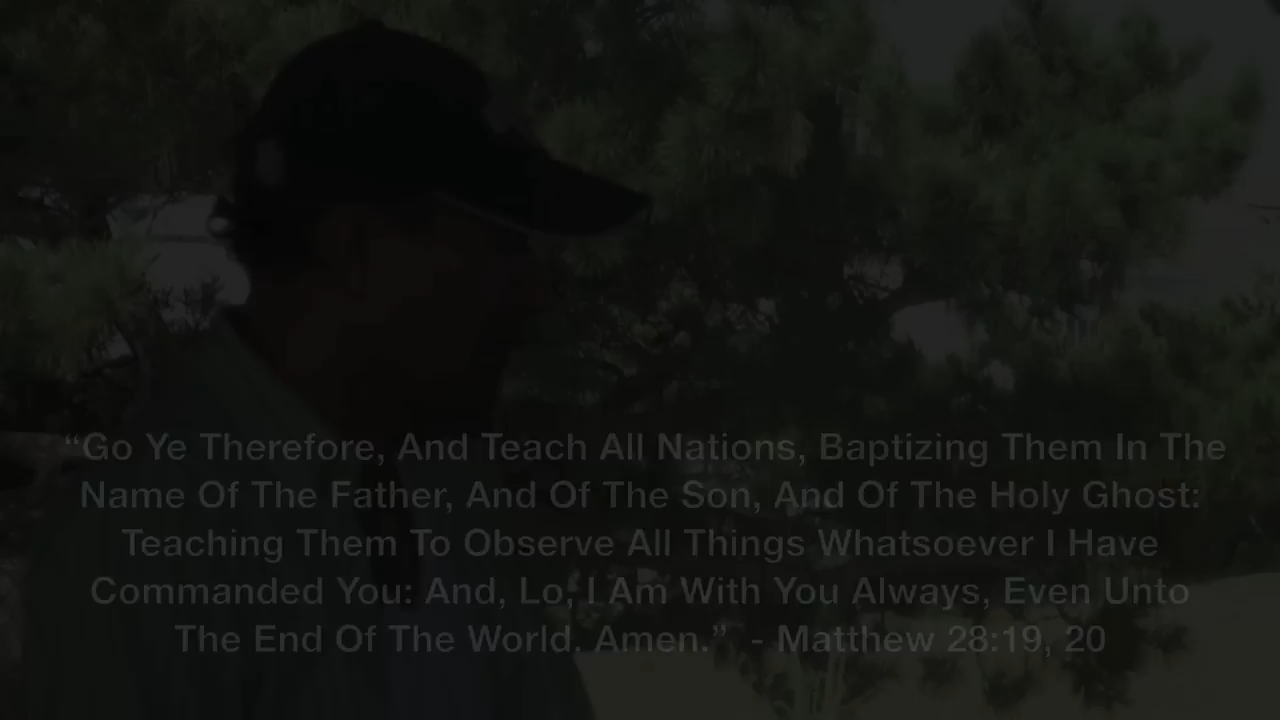 “Go Ye Therefore, And Teach All Nations, Baptizing Them In The
Name Of The Father, And Of The Son, And Of The Holy Ghost:
Teaching Them To Observe All Things Whatsoever I Have
Commanded You: And, Lo, I Am With You Always, Even Unto
The End Of The World. Amen.” - Matthew 28:19, 20